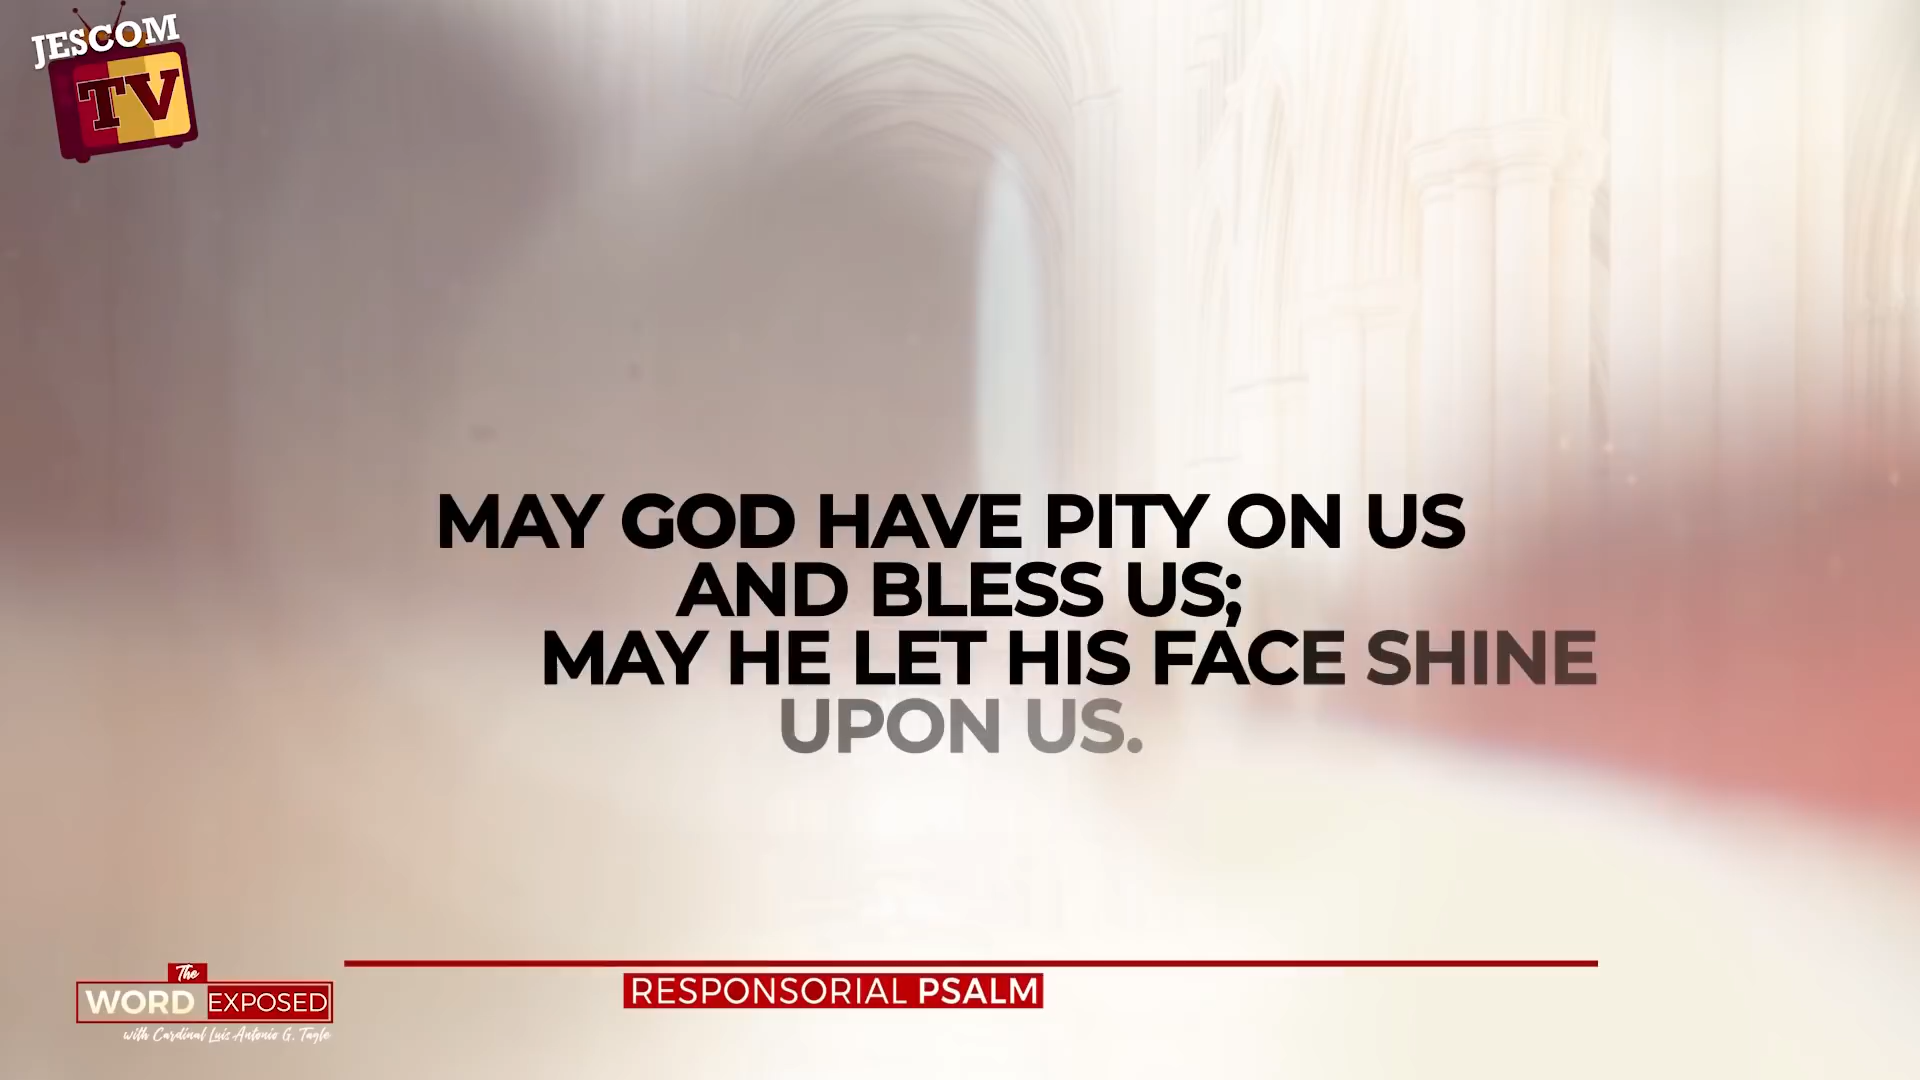 JESCOM
TV
MAY GOD HAVE PITY ON US
AND BLESS US;
MAY HE LET HIS FACE SHINE
UPON US.
The
WORD EXPOSED
with Cardinal Luis Antonio G. Tagle
RESPONSORIAL PSALM